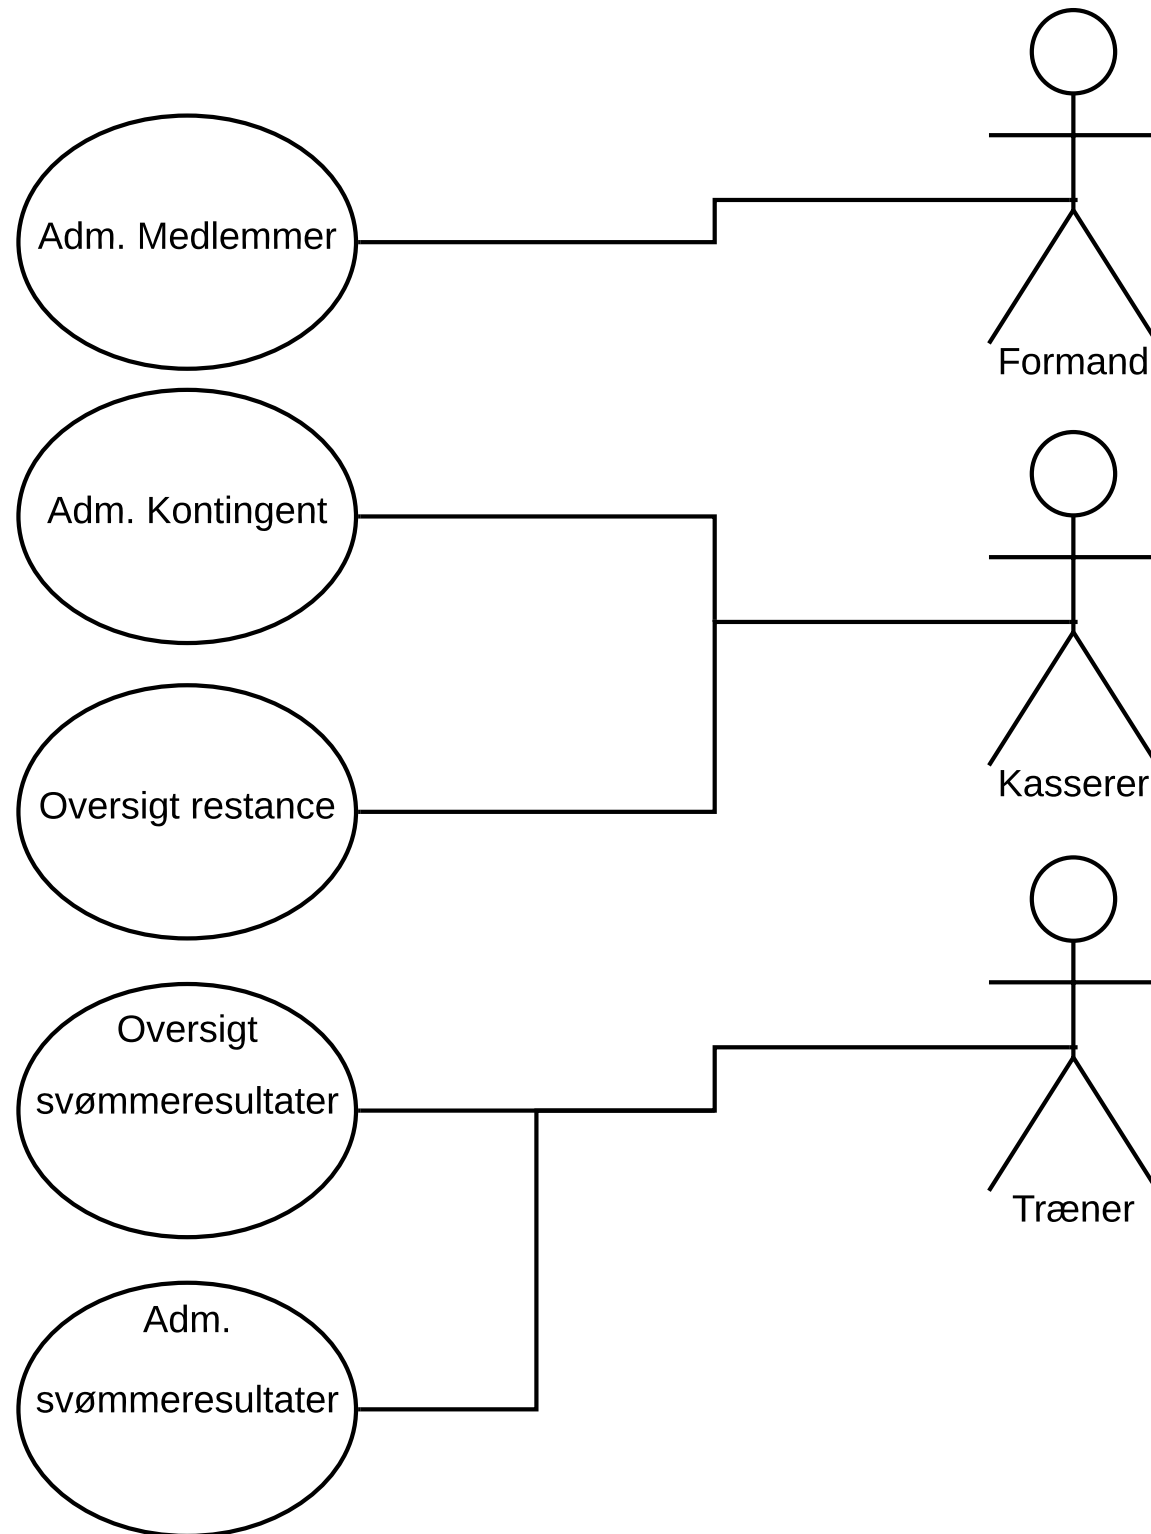 Adm. Medlemmer
Formand
Adm. Kontingent
Kasserer
Oversigt restance
Oversigt
svømmeresultater
Træner
Adm.
svømmeresultater